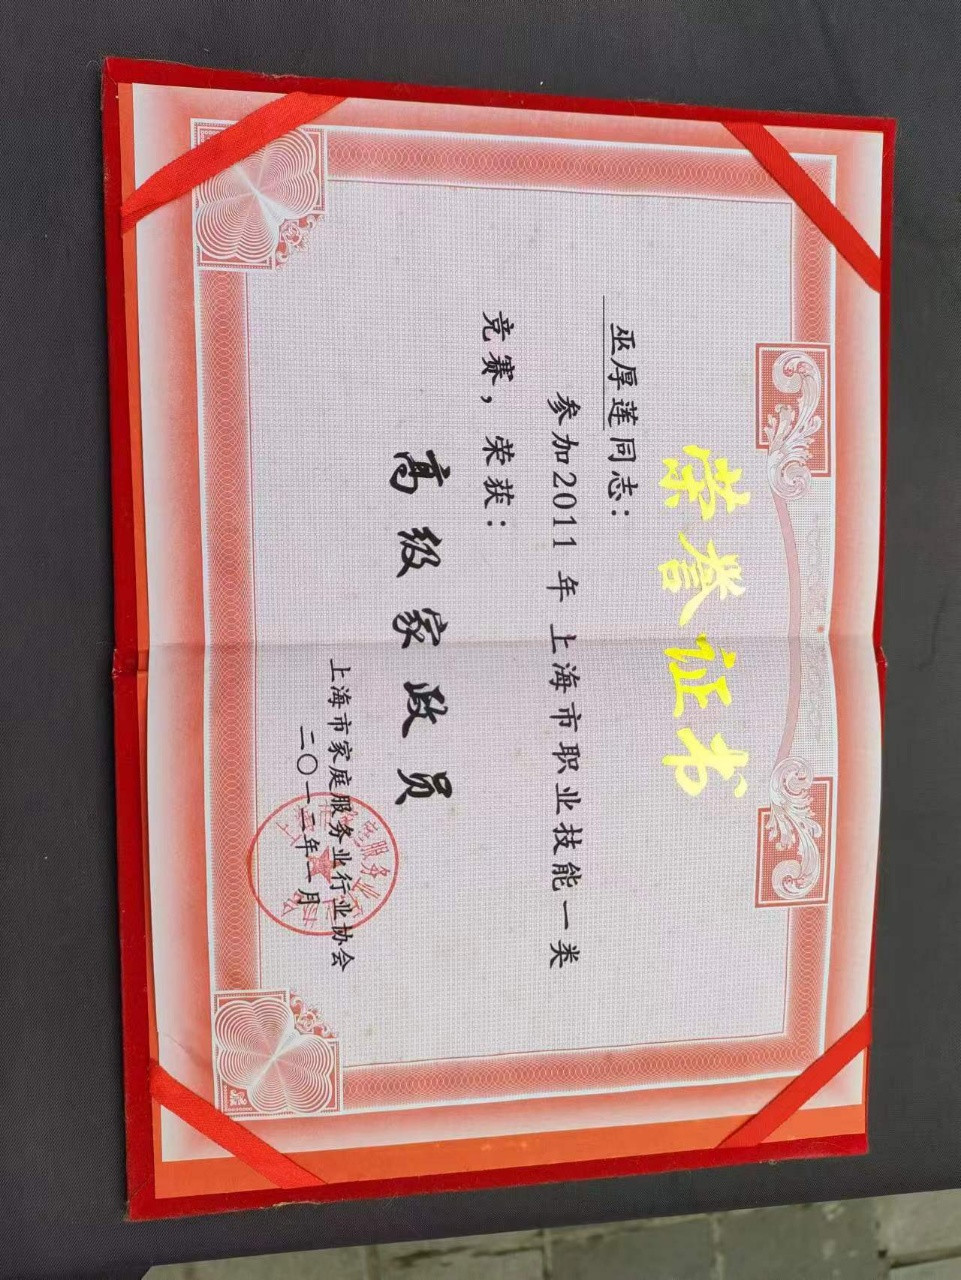 荣誉证书
巫厚莲同志：
参加2011年上海市职业技能一类
竞赛，荣获：
高级家政员
上海市家庭服务业行业协会
二〇一二年一月